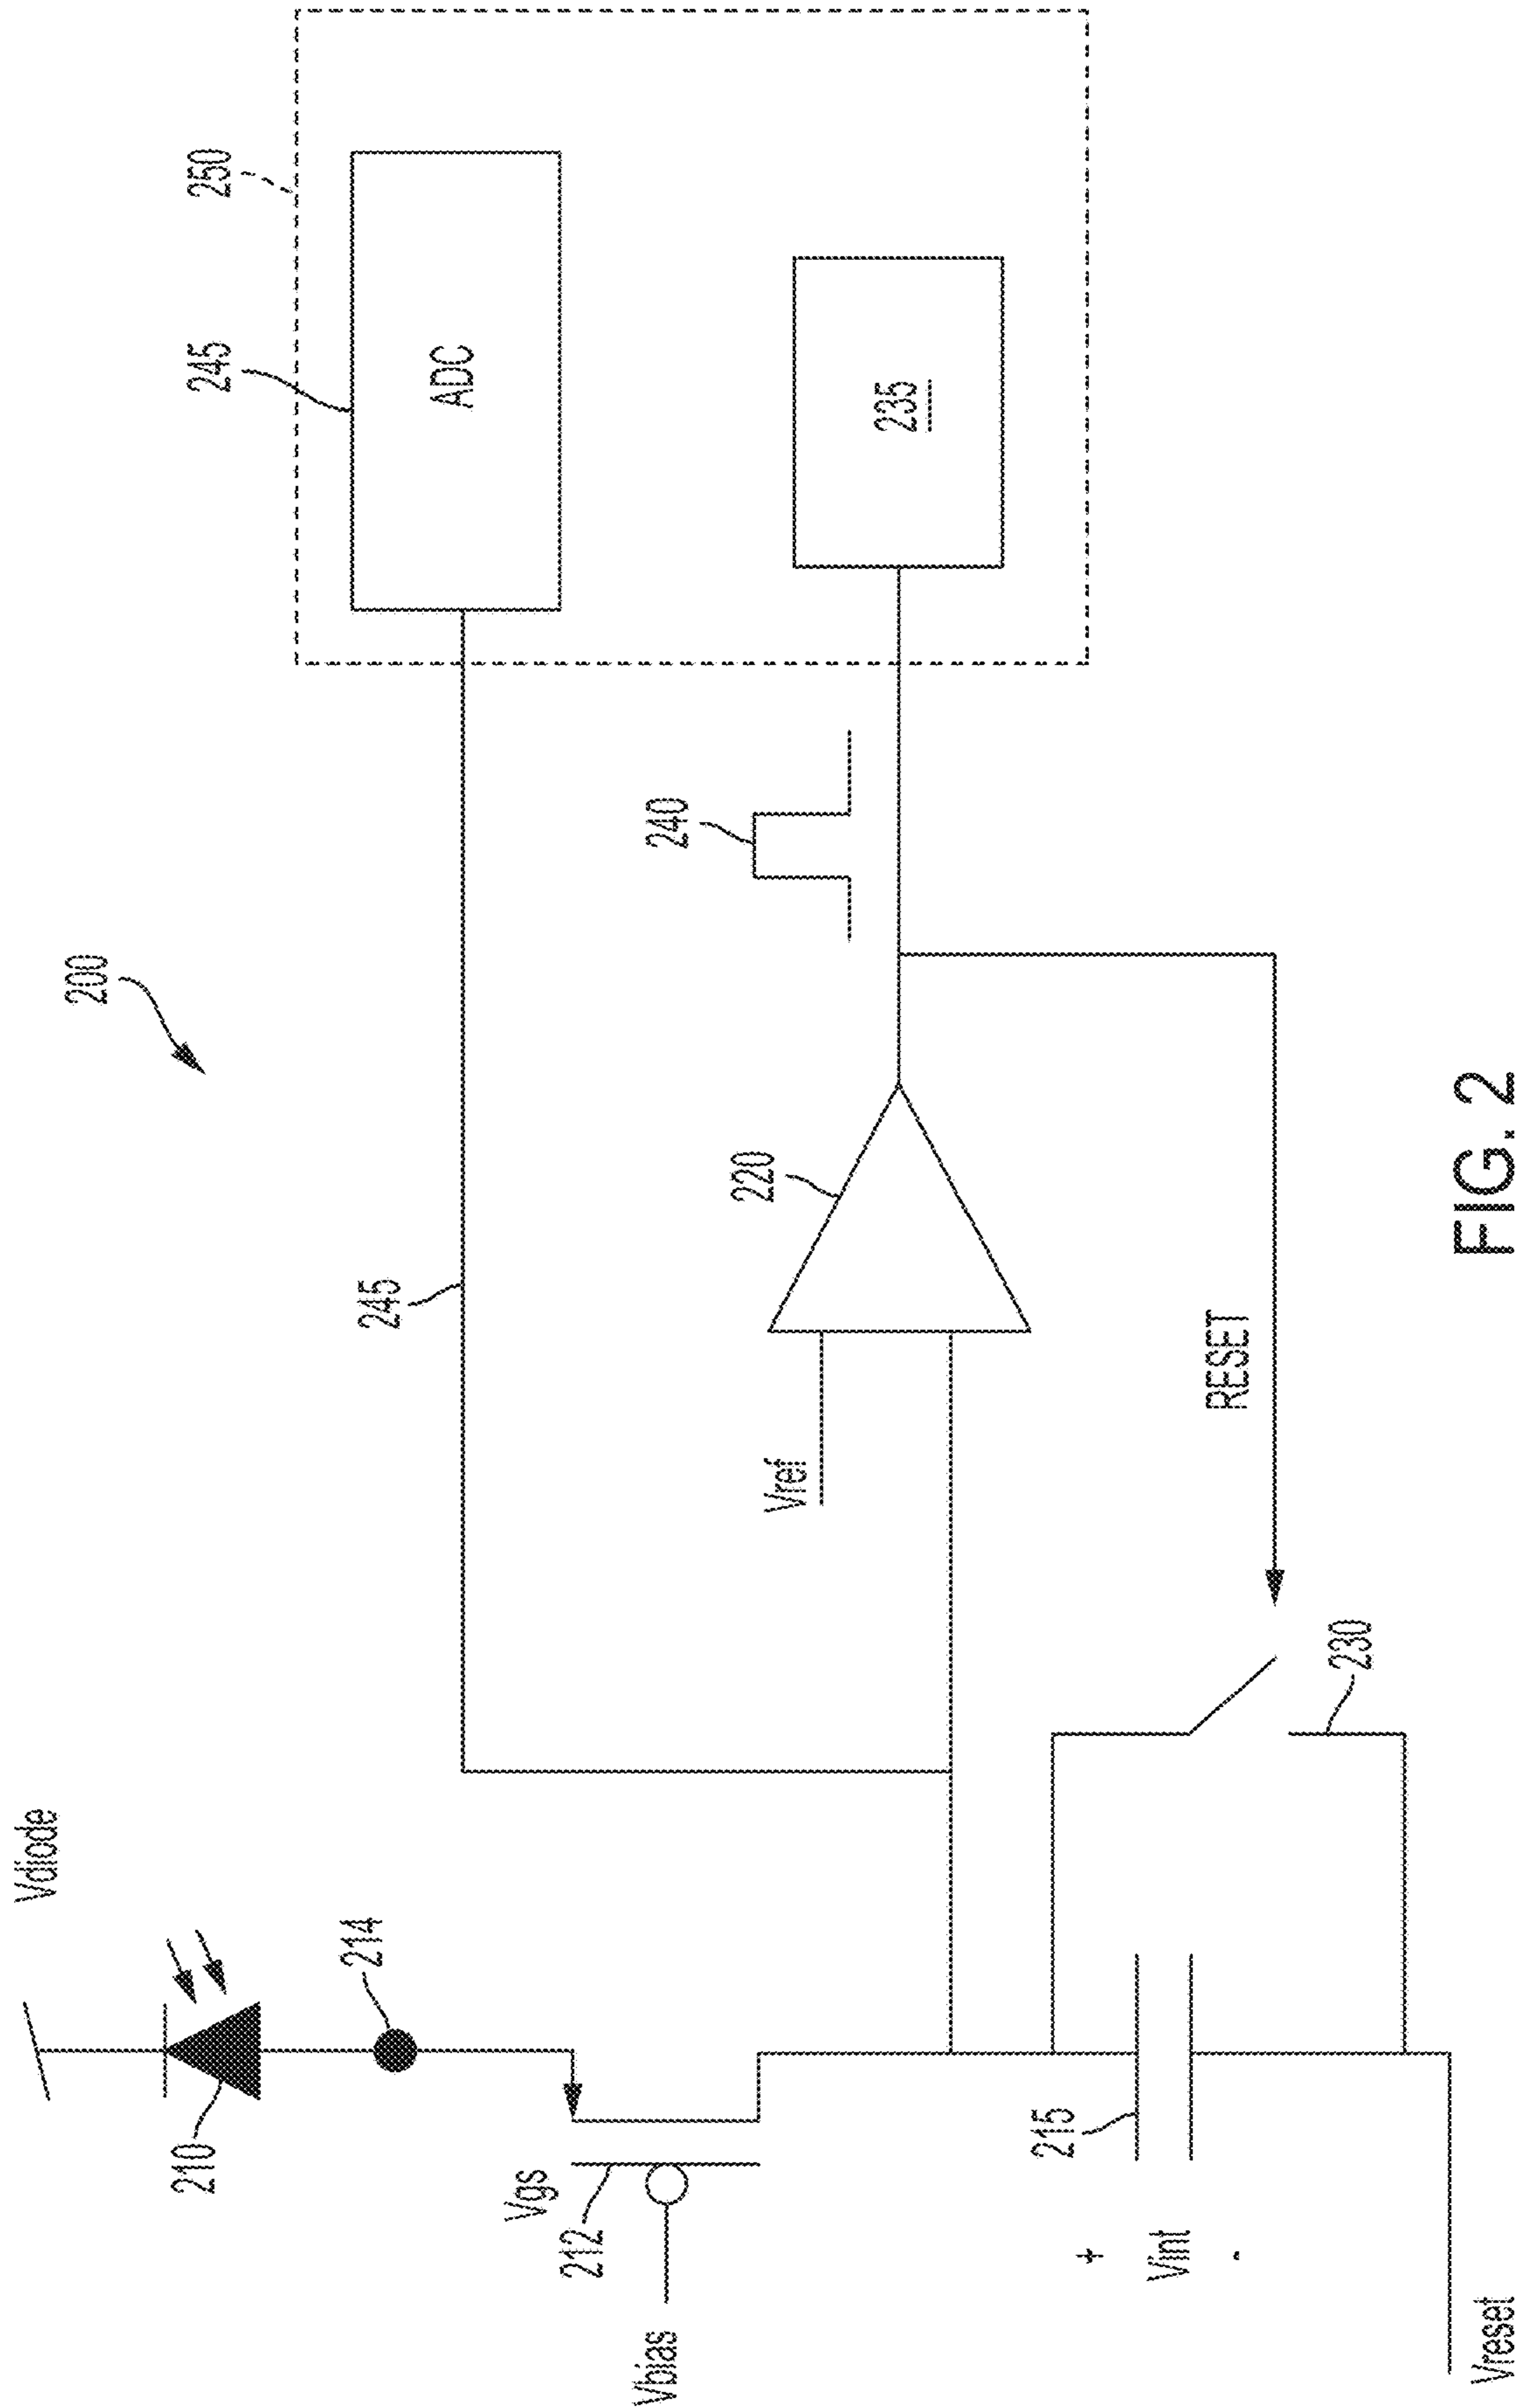 200
Vdiode
210
214
Vgs
212
Vbias
215
+
Vint
-
Vreset
230
RESET
Vref
220
240
245
245
ADC
235
250
FIG. 2